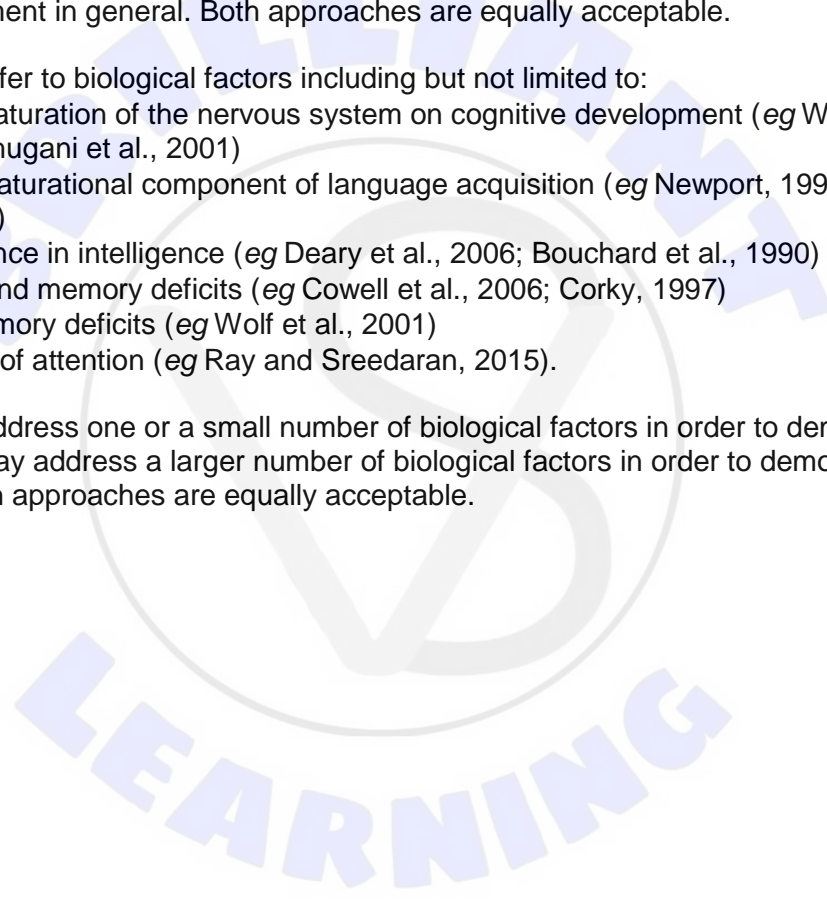 nent in general. Both approaches are equally acceptable.
fer to biological factors including but not limited to:
aturation of the nervous system on cognitive development (eg W
nugani et al., 2001)
aturational component of language acquisition (eg Newport, 199
)
nce in intelligence (eg Deary et al., 2006; Bouchard et al., 1990)
nd memory deficits (eg Cowell et al., 2006; Corky, 1997)
mory deficits (eg Wolf et al., 2001)
of attention (eg Ray and Sreedaran, 2015).
ddress one or a small number of biological factors in order to der
ay address a larger number of biological factors in order to demo
n approaches are equally acceptable.
BRILLIANT
LEARNING